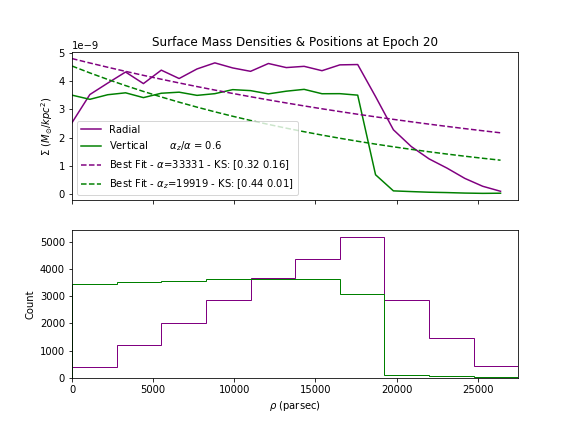 Surface Mass Densities & Positions at Epoch 20
1e−9
5
4
3
2
1
0
Σ (M⊙/kpc²)
Radial
Vertical α_z/α = 0.6
Best Fit - α=33331 - KS: [0.32 0.16]
Best Fit - α_z=19919 - KS: [0.44 0.01]
5000
4000
3000
2000
1000
0
Count
0 5000 10000 15000 20000 25000
ρ (parsec)